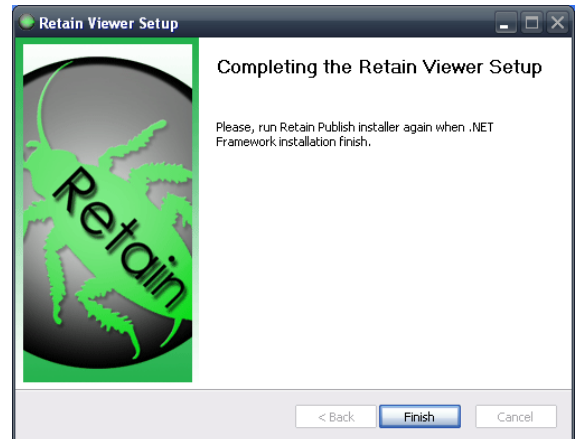 Retain Viewer Setup
Completing the Retain Viewer Setup
Please, run Retain Publish installer again when .NET
Framework installation finish.
Retain
< Back
Finish
Cancel